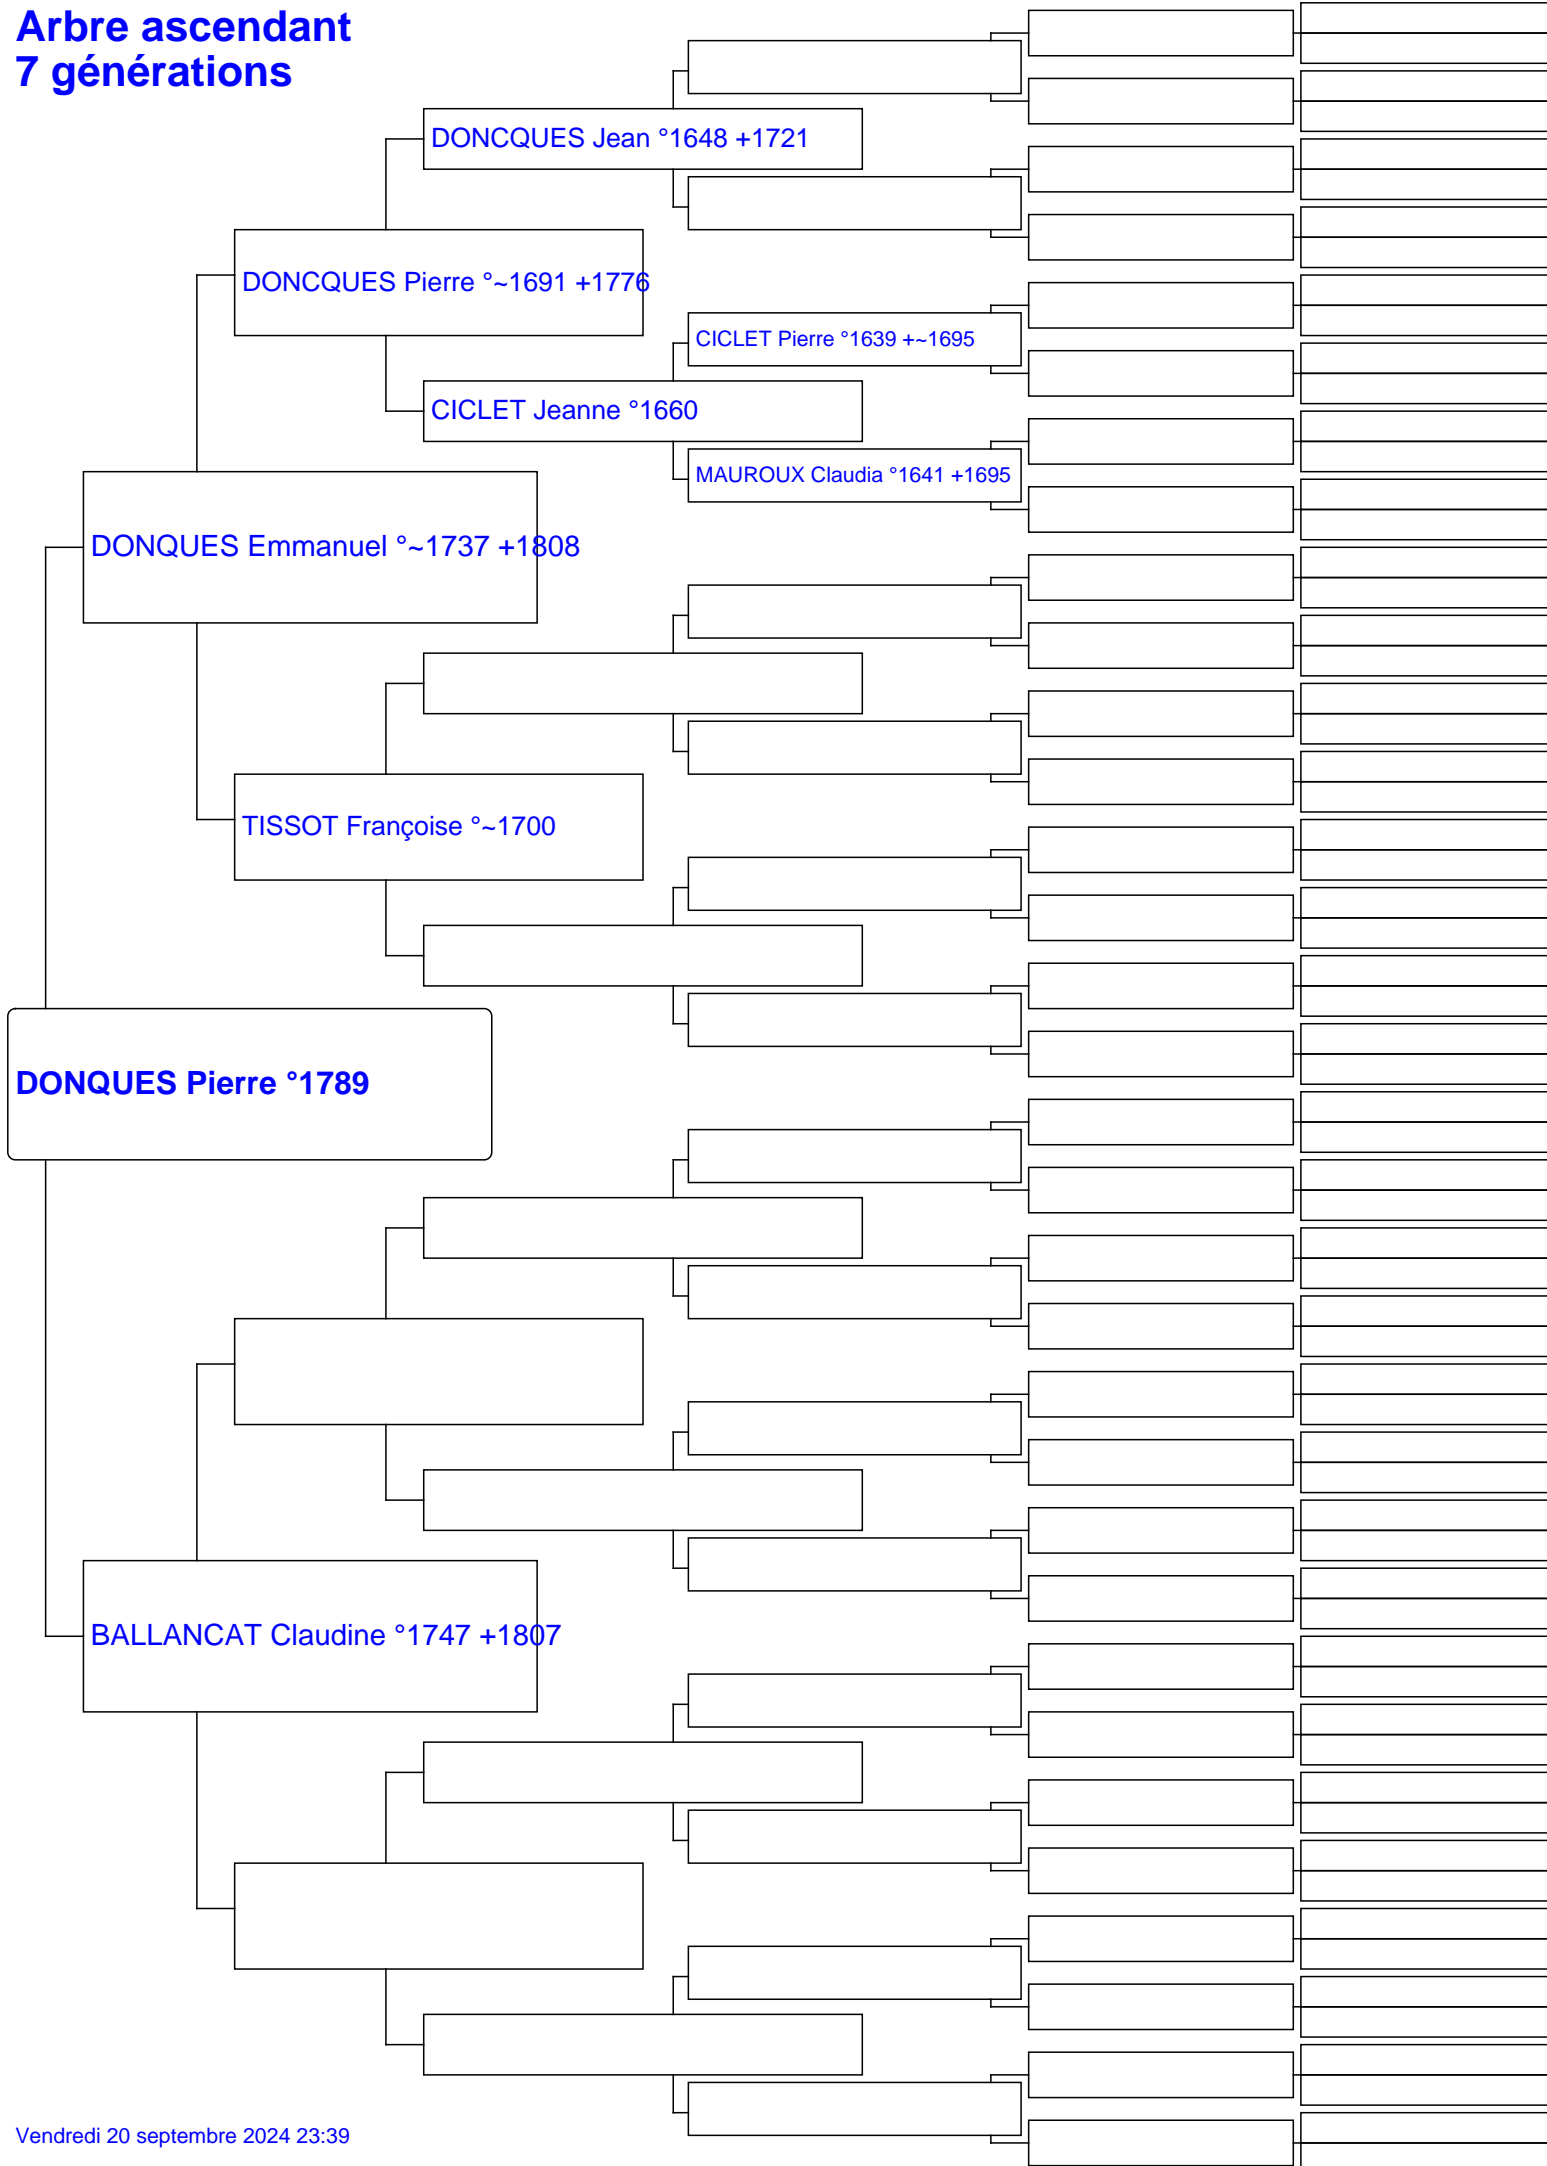 Arbre ascendant
7 générations
DONCQUES Jean °1648 +1721
DONCQUES Pierre °~1691 +1776
CICLET Pierre °1639 +~1695
CICLET Jeanne °1660
MAUROUX Claudia °1641 +1695
DONQUES Emmanuel °~1737 +1808
TISSOT Françoise °~1700
DONQUES Pierre °1789
BALLANCAT Claudine °1747 +1807
Vendredi 20 septembre 2024 23:39